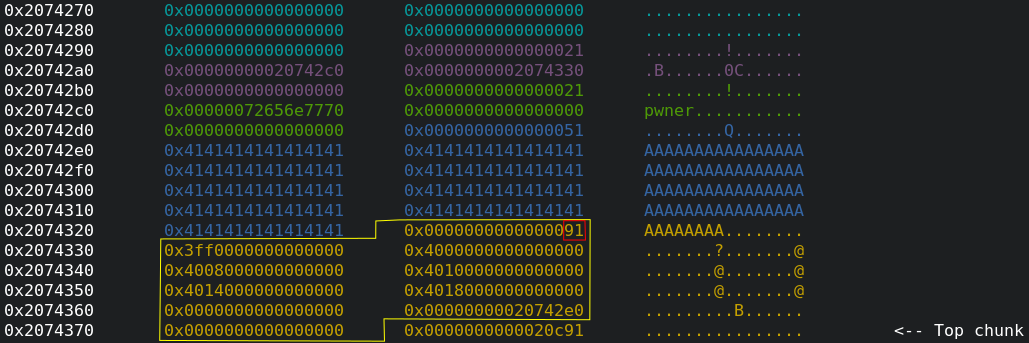 0x2074270 0x0000000000000000 0x0000000000000000 ................
0x2074280 0x0000000000000000 0x0000000000000000 ................
0x2074290 0x0000000000000000 0x0000000000000021 ........!.......
0x20742a0 0x00000000020742c0 0x0000000002074330 .B......0C......
0x20742b0 0x0000000000000000 0x0000000000000021 ........!.......
0x20742c0 0x00000072656e7770 0x0000000000000000 pwner...........
0x20742d0 0x0000000000000000 0x0000000000000051 ........Q.......
0x20742e0 0x4141414141414141 0x4141414141414141 AAAAAAAAAAAAAAAA
0x20742f0 0x4141414141414141 0x4141414141414141 AAAAAAAAAAAAAAAA
0x2074300 0x4141414141414141 0x4141414141414141 AAAAAAAAAAAAAAAA
0x2074310 0x4141414141414141 0x4141414141414141 AAAAAAAAAAAAAAAA
0x2074320 0x4141414141414141 0x0000000000000091 AAAAAAAA........
0x2074330 0x3ff0000000000000 0x4000000000000000 .......?.......@
0x2074340 0x4008000000000000 0x4010000000000000 .......@.......@
0x2074350 0x4014000000000000 0x4018000000000000 .......@.......@
0x2074360 0x0000000000000000 0x00000000020742e0 .........B......
0x2074370 0x0000000000000000 0x0000000000020c91 ................ <-- Top chunk